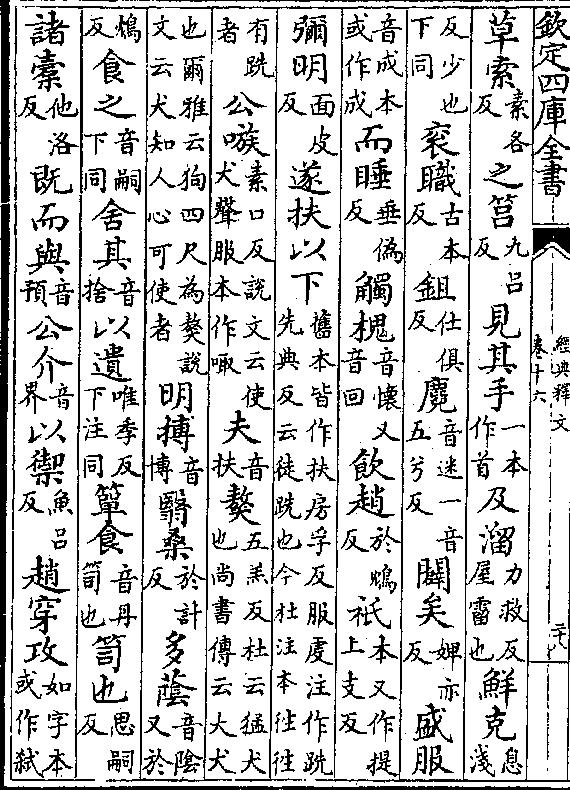 欽定四庫全書 經典釋文 卷十六 二十八
草索素各反之筥九呂反見其手一本作首及溜力救反屋霤也鮮克息淺
反少也下同衮職古本反鉏仕俱反麑音迷一音五兮反闢矣婢亦反盛服
音成本或作成而睡垂偽反觸槐音懷又音回飲趙於鴆反祇本又作提上支反
彌明面皮反遂扶以下舊本皆作扶房孚反服虔注作跣先典反云徒跣也今杜注本往往
有跣者公嗾素口反說文云使犬聲服本作㖩夫音扶獒五羔反杜云猛犬也尚書傳云大犬
也爾雅云狗四尺為獒說文云犬知人心可使者明搏音博翳桑於計反多蔭音陰又於
鴆反食之音嗣下同舍其音捨以遺唯季反下注同簞食音丹笥也笥也思嗣反
諸橐他洛反既而與音預公介音界以禦魚呂反趙穿攻如字本或作弑